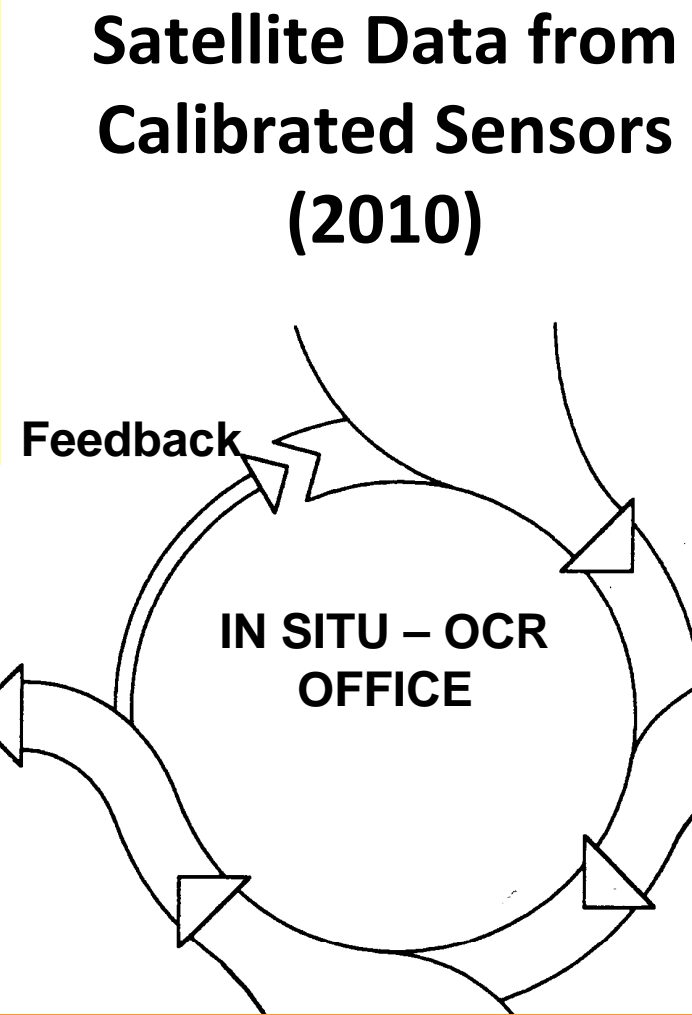 Satellite Data from
Calibrated Sensors
(2010)
Feedback
IN SITU – OCR
OFFICE